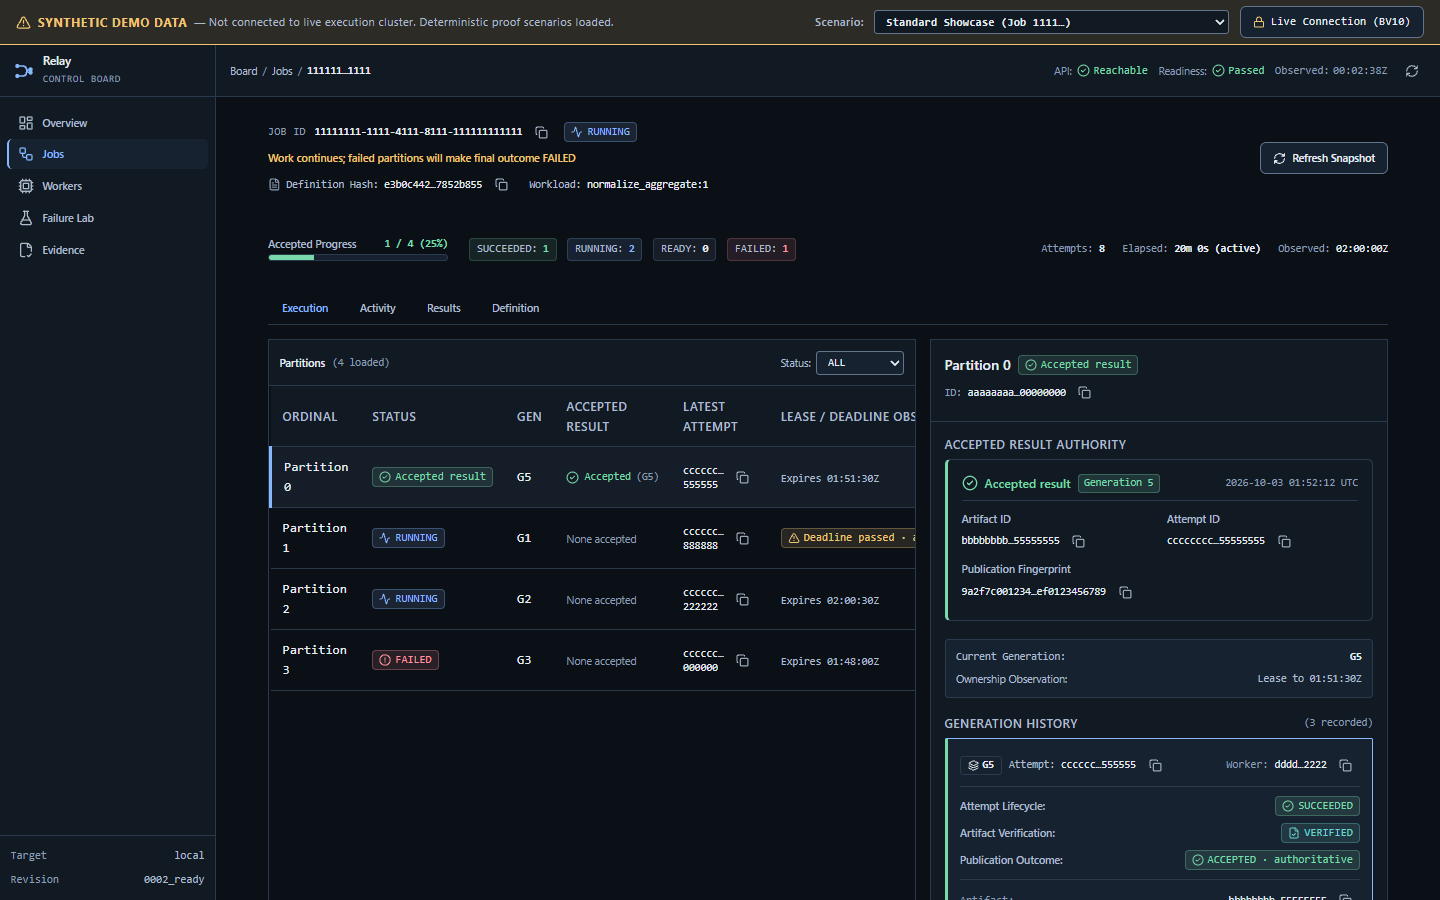 SYNTHETIC DEMO DATA — Not connected to live execution cluster. Deterministic proof scenarios loaded.
Scenario: Standard Showcase (Job 1111…) Live Connection (BV10)
Relay
CONTROL BOARD
Board / Jobs / 111111…1111
API: Reachable Readiness: Passed Observed: 00:02:38Z
Overview
Jobs
Workers
Failure Lab
Evidence
JOB ID 11111111-1111-4111-8111-111111111111 RUNNING
Work continues; failed partitions will make final outcome FAILED
Refresh Snapshot
Definition Hash: e3b0c442…7852b855 Workload: normalize_aggregate:1
Accepted Progress 1 / 4 (25%) SUCCEEDED: 1 RUNNING: 2 READY: 0 FAILED: 1
Attempts: 8 Elapsed: 20m 0s (active) Observed: 02:00:00Z
Execution Activity Results Definition
Partitions (4 loaded) Status: ALL
ORDINAL STATUS GEN ACCEPTED RESULT LATEST ATTEMPT LEASE / DEADLINE OBS
Partition 0 Accepted result G5 Accepted (G5) cccccc…555555 Expires 01:51:30Z
Partition 1 RUNNING G1 None accepted cccccc…888888 Deadline passed ·
Partition 2 RUNNING G2 None accepted cccccc…222222 Expires 02:00:30Z
Partition 3 FAILED G3 None accepted cccccc…000000 Expires 01:48:00Z
Partition 0 Accepted result
ID: aaaaaaaa…00000000
ACCEPTED RESULT AUTHORITY
Accepted result Generation 5 2026-10-03 01:52:12 UTC
Artifact ID Attempt ID
bbbbbbbb…55555555 cccccccc…55555555
Publication Fingerprint
9a2f7c001234…ef0123456789
Current Generation: G5
Ownership Observation: Lease to 01:51:30Z
GENERATION HISTORY (3 recorded)
G5 Attempt: cccccc…555555 Worker: dddd…2222
Attempt Lifecycle: SUCCEEDED
Artifact Verification: VERIFIED
Publication Outcome: ACCEPTED · authoritative
Artifact: bbbbbbbb…55555555
Target local
Revision 0002_ready